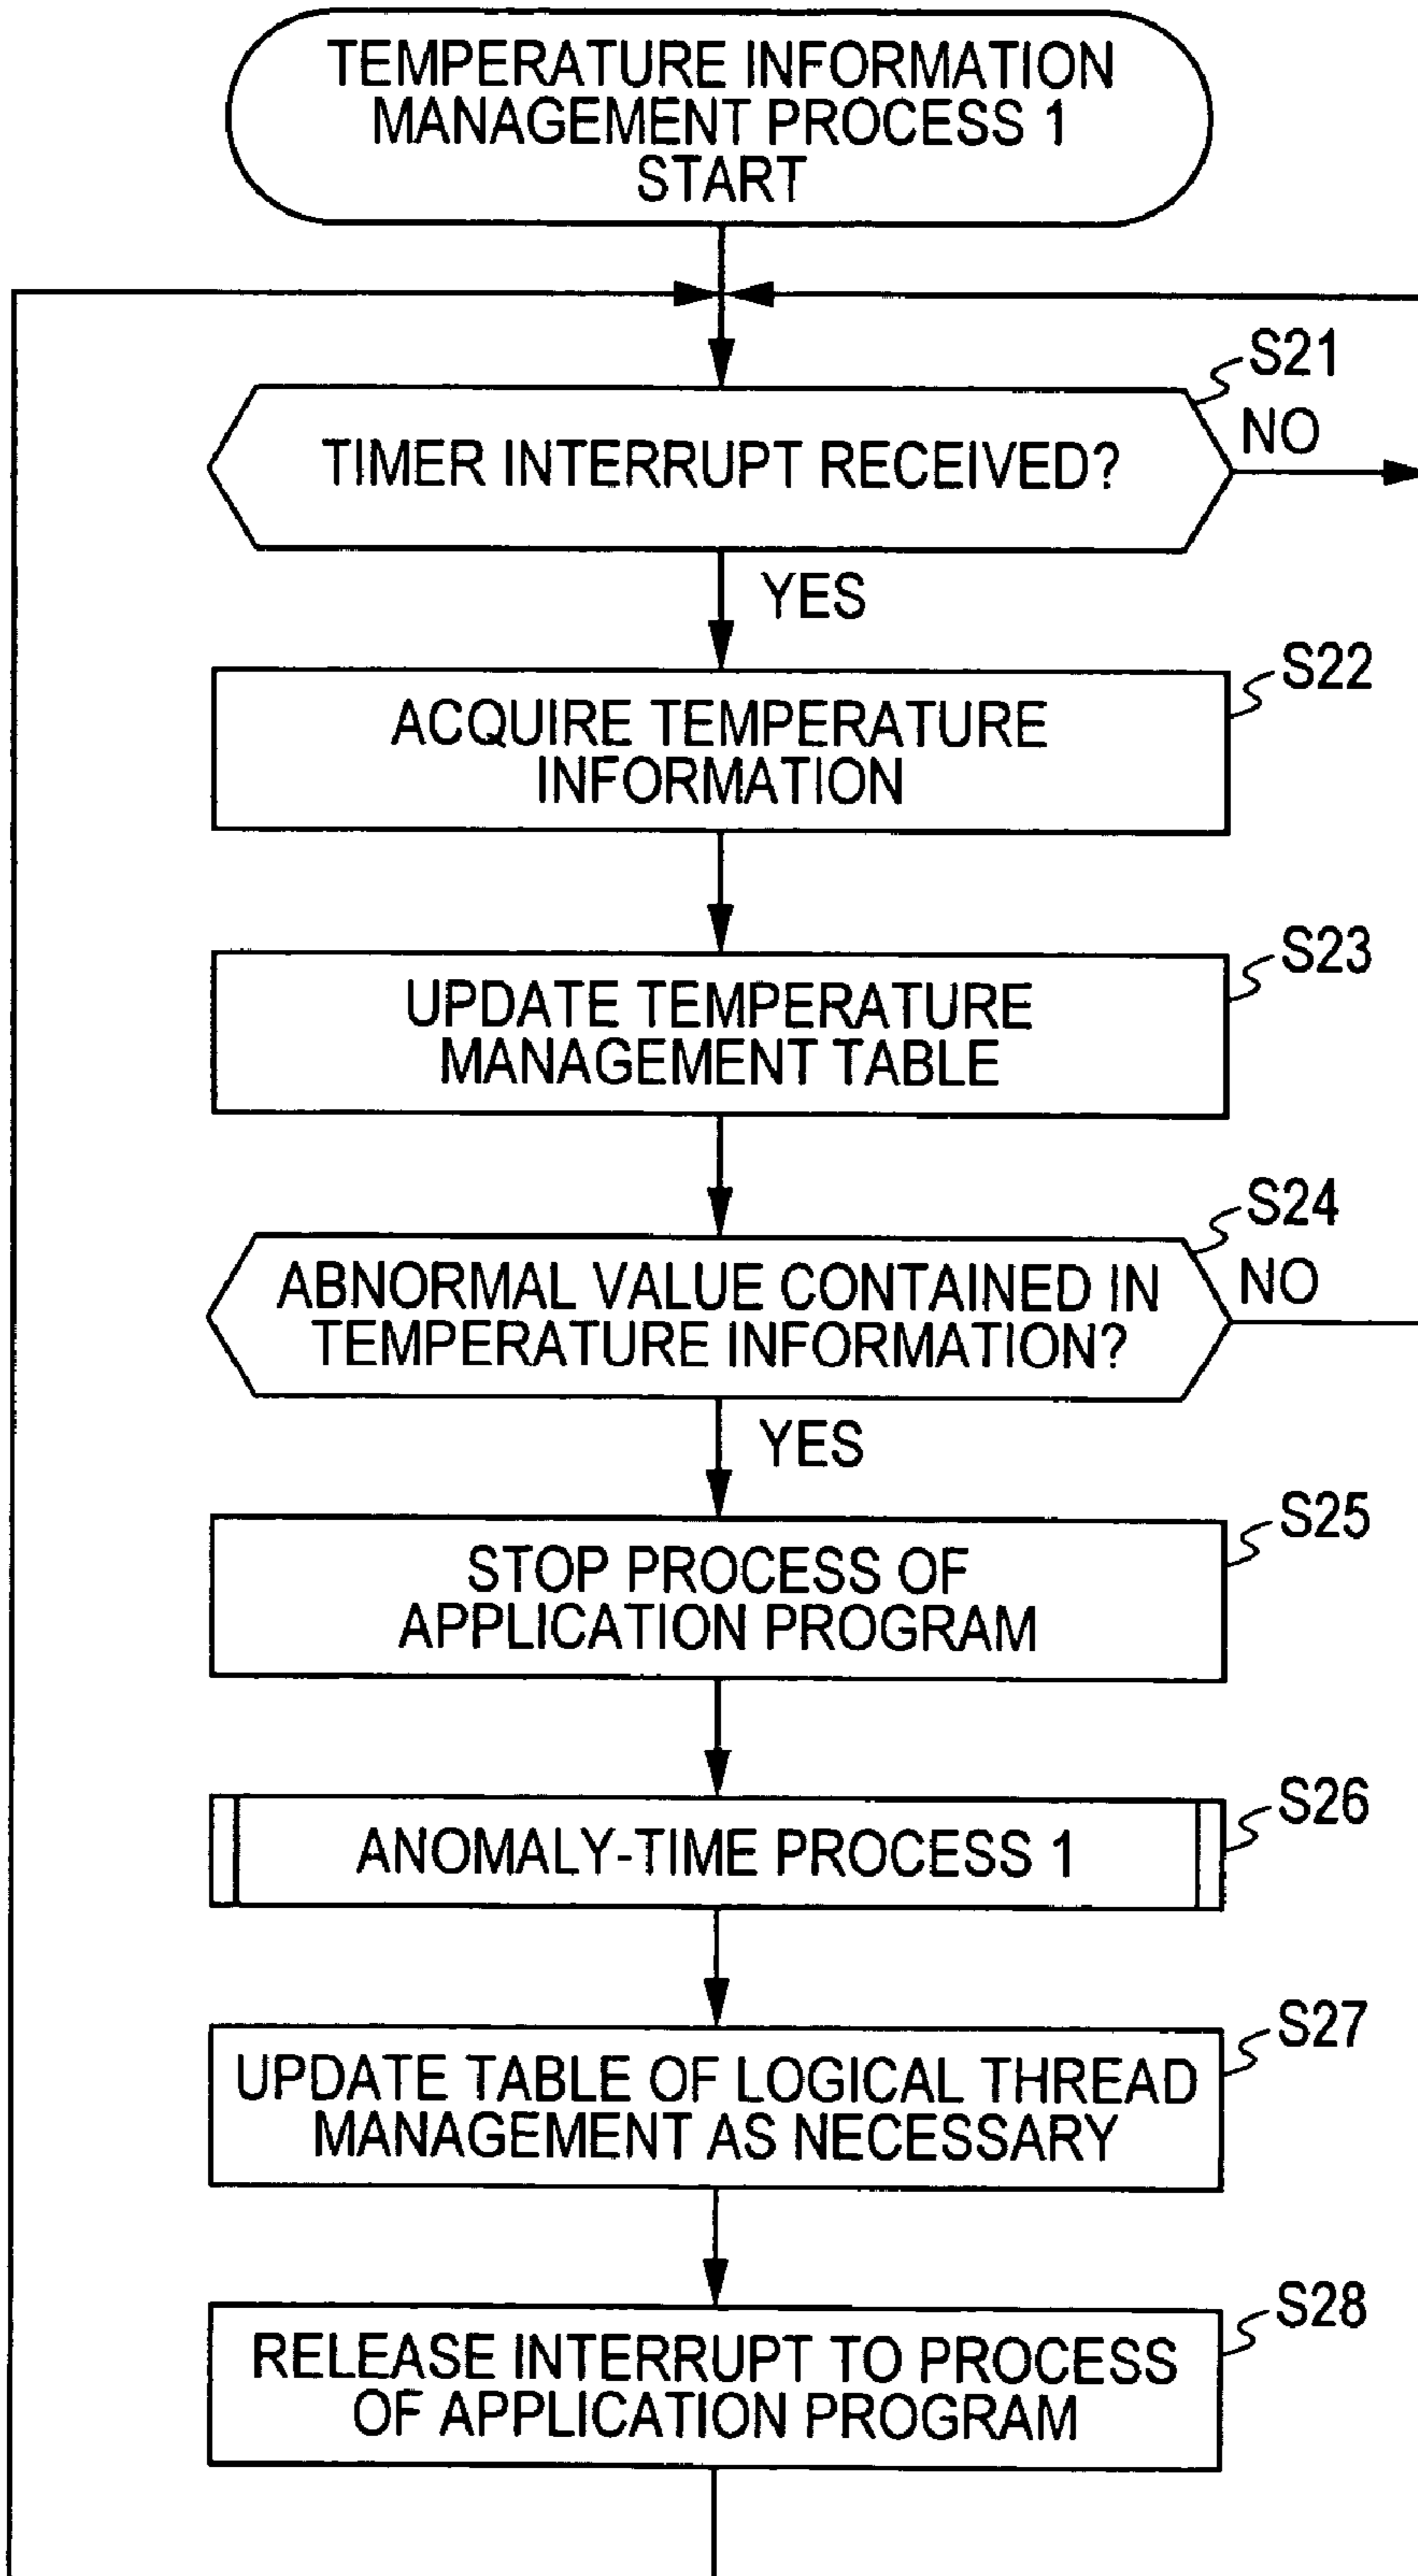 TEMPERATURE INFORMATION
MANAGEMENT PROCESS 1
START
S21
TIMER INTERRUPT RECEIVED?
NO
YES
S22
ACQUIRE TEMPERATURE
INFORMATION
S23
UPDATE TEMPERATURE
MANAGEMENT TABLE
S24
ABNORMAL VALUE CONTAINED IN
TEMPERATURE INFORMATION?
NO
YES
S25
STOP PROCESS OF
APPLICATION PROGRAM
S26
ANOMALY-TIME PROCESS 1
S27
UPDATE TABLE OF LOGICAL THREAD
MANAGEMENT AS NECESSARY
S28
RELEASE INTERRUPT TO PROCESS
OF APPLICATION PROGRAM